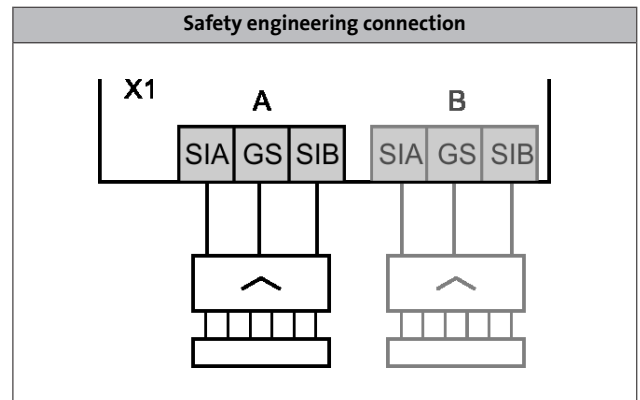 Safety engineering connection
X1
A B
SIA GS SIB SIA GS SIB